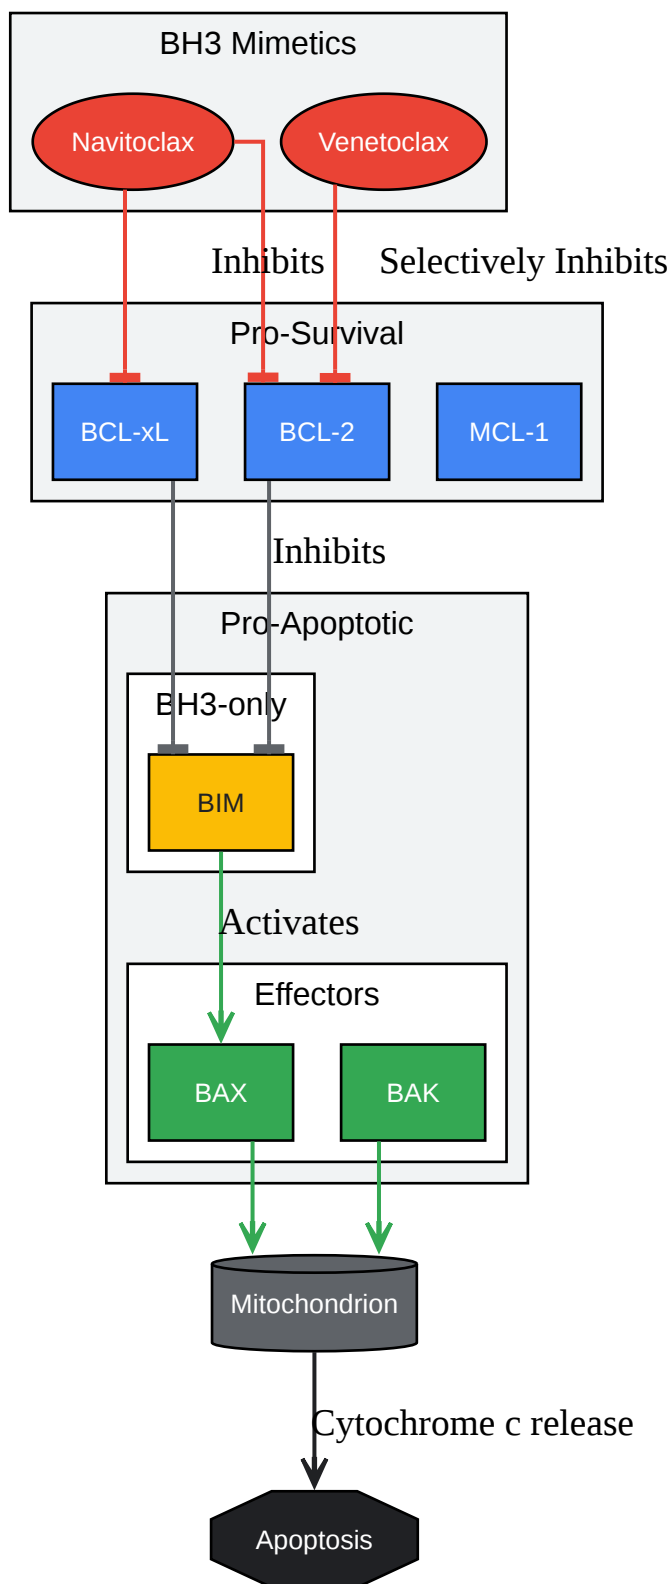 BH3 Mimetics
Navitoclax
Venetoclax
Inhibits
Selectively Inhibits
Pro-Survival
BCL-xL
BCL-2
MCL-1
Inhibits
Pro-Apoptotic
BH3-only
BIM
Activates
Effectors
BAX
BAK
Mitochondrion
Cytochrome c release
Apoptosis